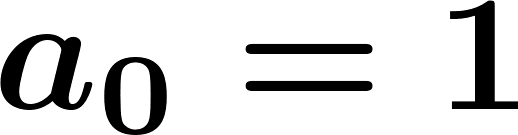 a₀ = 1